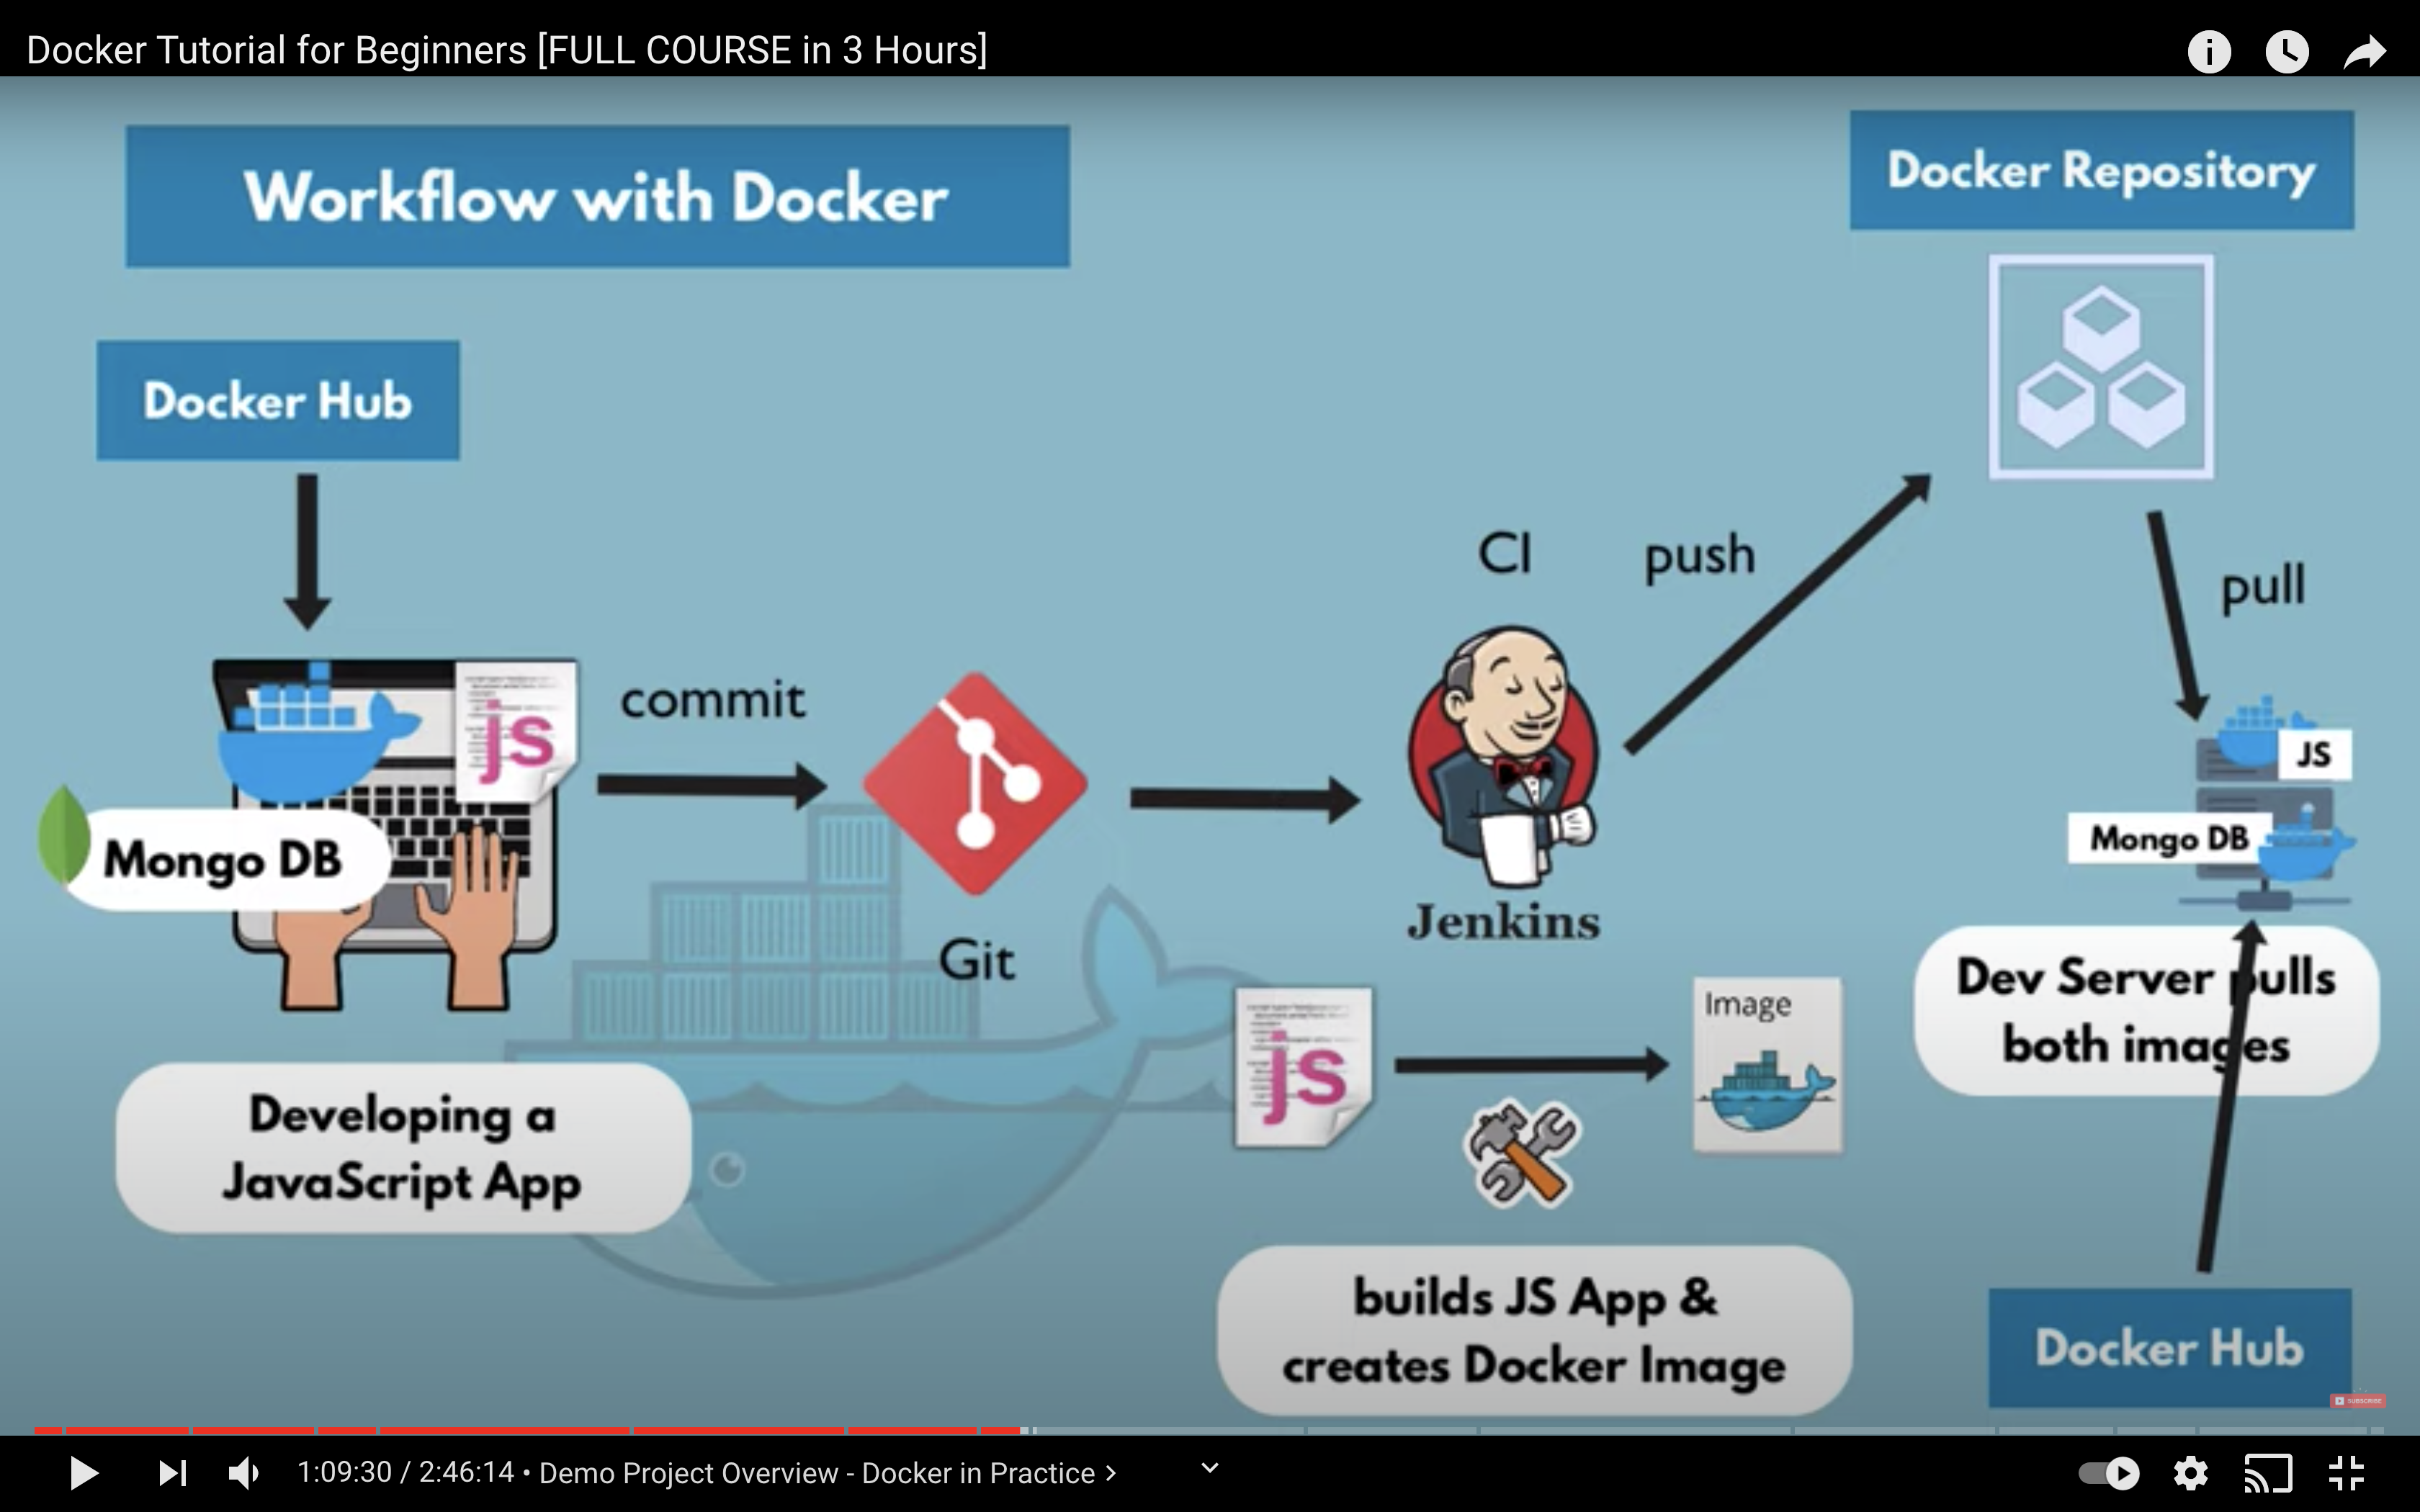 Docker Tutorial for Beginners [FULL COURSE in 3 Hours]
Workflow with Docker
Docker Repository
Docker Hub
CI
push
pull
commit
js
JS
Mongo DB
Mongo DB
Jenkins
Git
Dev Server pulls
both images
js
Image
Developing a
JavaScript App
builds JS App &
creates Docker Image
Docker Hub
SUBSCRIBE
1:09:30 / 2:46:14 • Demo Project Overview - Docker in Practice